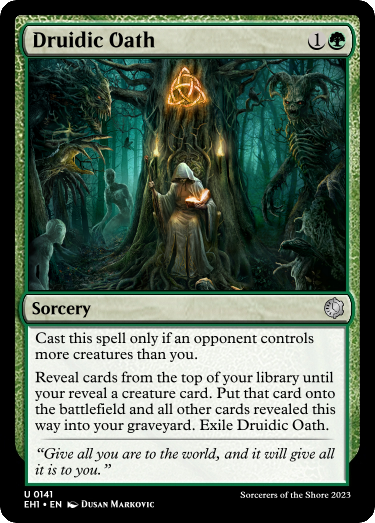 Druidic Oath 1
Sorcery
Cast this spell only if an opponent controls
more creatures than you.
Reveal cards from the top of your library until
your reveal a creature card. Put that card onto
the battlefield and all other cards revealed this
way into your graveyard. Exile Druidic Oath.
“Give all you are to the world, and it will give all
it is to you.”
U 0141
EH1 • EN Dusan Markovic
Sorcerers of the Shore 2023